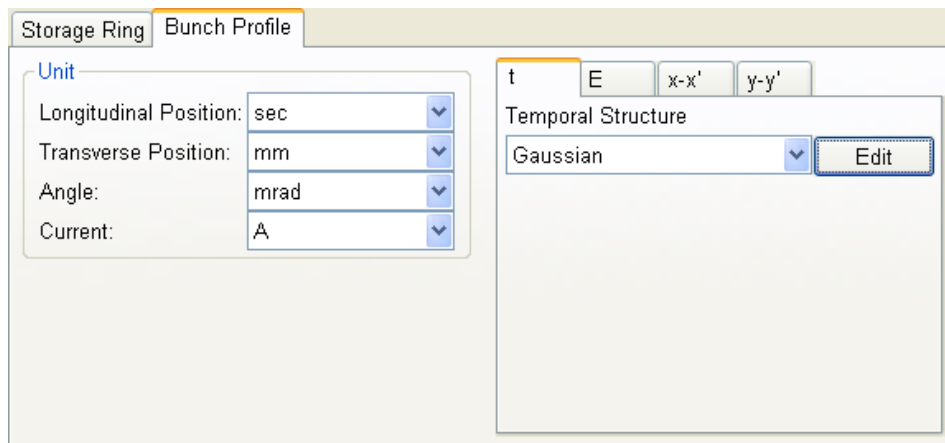 Storage Ring Bunch Profile
Unit
Longitudinal Position: sec
Transverse Position: mm
Angle: mrad
Current: A
t E x-x' y-y'
Temporal Structure
Gaussian Edit